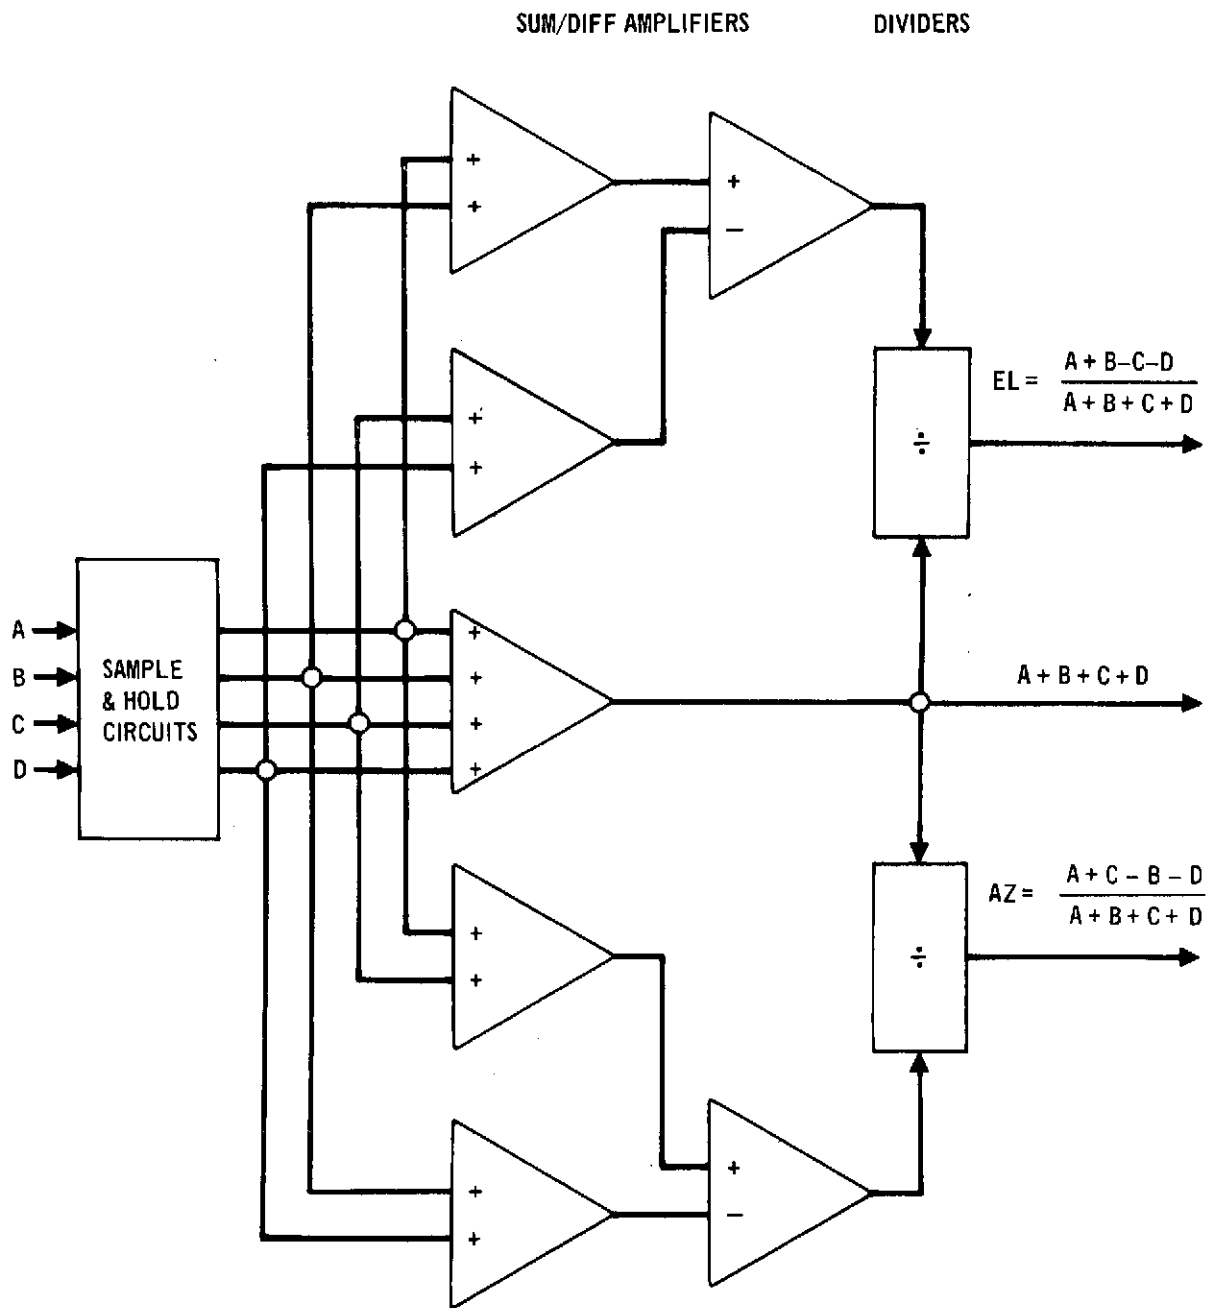 SUM/DIFF AMPLIFIERS DIVIDERS
+
+
+
−
+
+
EL = A + B–C–D
A + B + C + D
÷
A
B
C
D
SAMPLE
& HOLD
CIRCUITS
+
+
+
+
A + B + C + D
+
+
AZ = A + C – B – D
A + B + C + D
÷
+
+
+
−